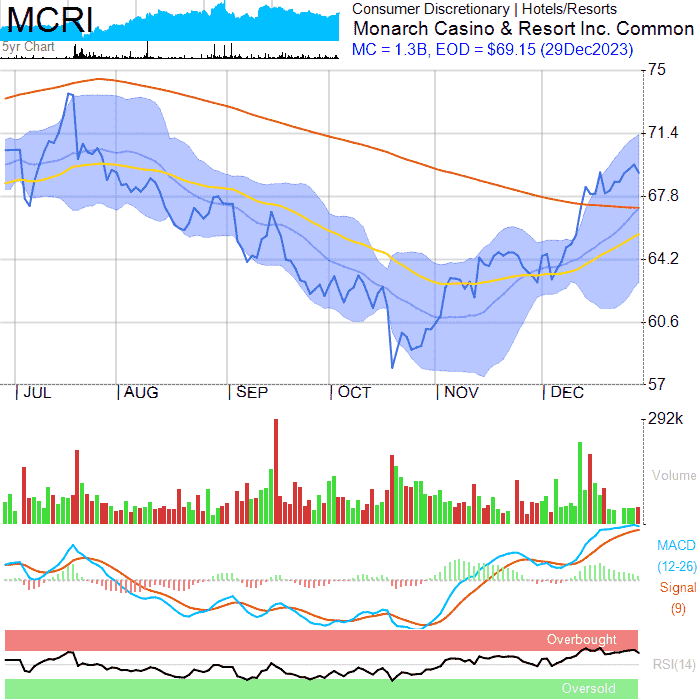 MCRI
5yr Chart
Consumer Discretionary | Hotels/Resorts
Monarch Casino & Resort Inc. Common
MC = 1.3B, EOD = $69.15 (29Dec2023)
75
71.4
67.8
64.2
60.6
57
JUL AUG SEP OCT NOV DEC
292k
Volume
MACD
(12-26)
Signal
(9)
Overbought
RSI(14)
Oversold